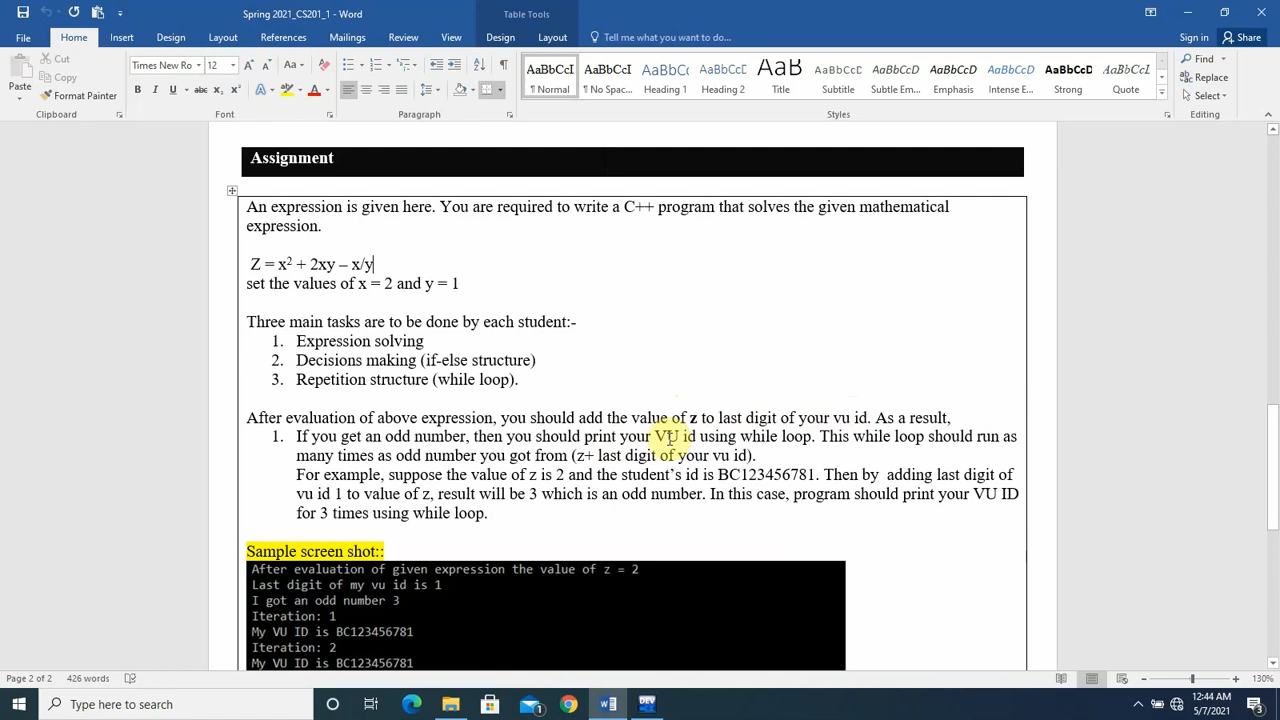 Spring 2021_CS201_1 - Word
Table Tools
File
Home
Insert
Draw
Design
Layout
References
Mailings
Review
View
Design
Layout
Tell me what you want to do...
Sign in
Share
Paste
Cut
Copy
Format Painter
Times New Ro
12
Aa
B I U abc X₂ X²
AaBbCcI
¶ Normal
AaBbCcI
¶ No Spac...
AaBbCc
Heading 1
AaBbCcD
Heading 2
AaB
Title
AaBbCcD
Subtitle
AaBbCcD
Subtle Em...
AaBbCcD
Emphasis
AaBbCcD
Intense E...
AaBbCcD
Strong
AaBbCcD
Quote
Find
Replace
Select
Clipboard
Font
Paragraph
Styles
Editing
Assignment
An expression is given here. You are required to write a C++ program that solves the given mathematical
expression.
Z = x² + 2xy – x/y
set the values of x = 2 and y = 1
Three main tasks are to be done by each student:-
1. Expression solving
2. Decisions making (if-else structure)
3. Repetition structure (while loop).
After evaluation of above expression, you should add the value of z to last digit of your vu id. As a result,
1. If you get an odd number, then you should print your VU id using while loop. This while loop should run as
many times as odd number you got from (z+ last digit of your vu id).
For example, suppose the value of z is 2 and the student's id is BC123456781. Then by adding last digit of
vu id 1 to value of z, result will be 3 which is an odd number. In this case, program should print your VU ID
for 3 times using while loop.
Sample screen shot::
After evaluation of given expression the value of z = 2
Last digit of my vu id is 1
I got an odd number 3
Iteration: 1
My VU ID is BC123456781
Iteration: 2
My VU ID is BC123456781
Page 2 of 2
426 words
130%
Type here to search
DEV
12:44 AM
5/7/2021